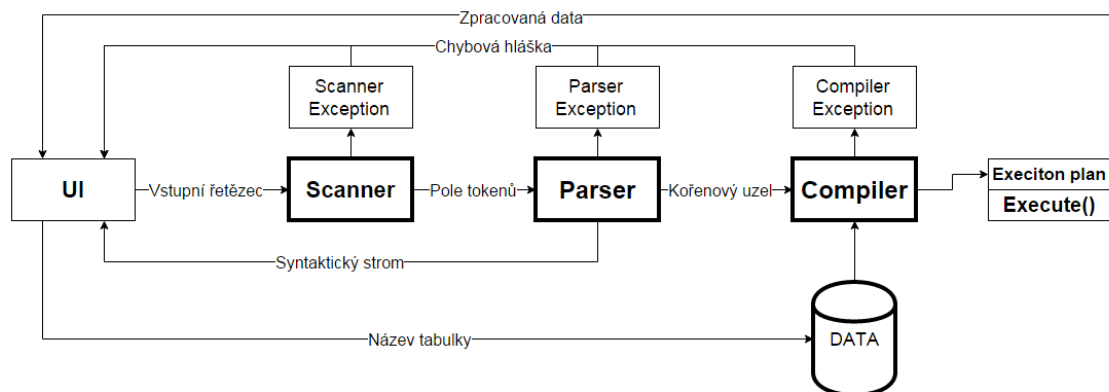 Zpracovaná data
Chybová hláška
Scanner
Exception
Parser
Exception
Compiler
Exception
UI
Vstupní řetězec
Scanner
Pole tokenů
Parser
Kořenový uzel
Compiler
Execiton plan
Execute()
Syntaktický strom
Název tabulky
DATA